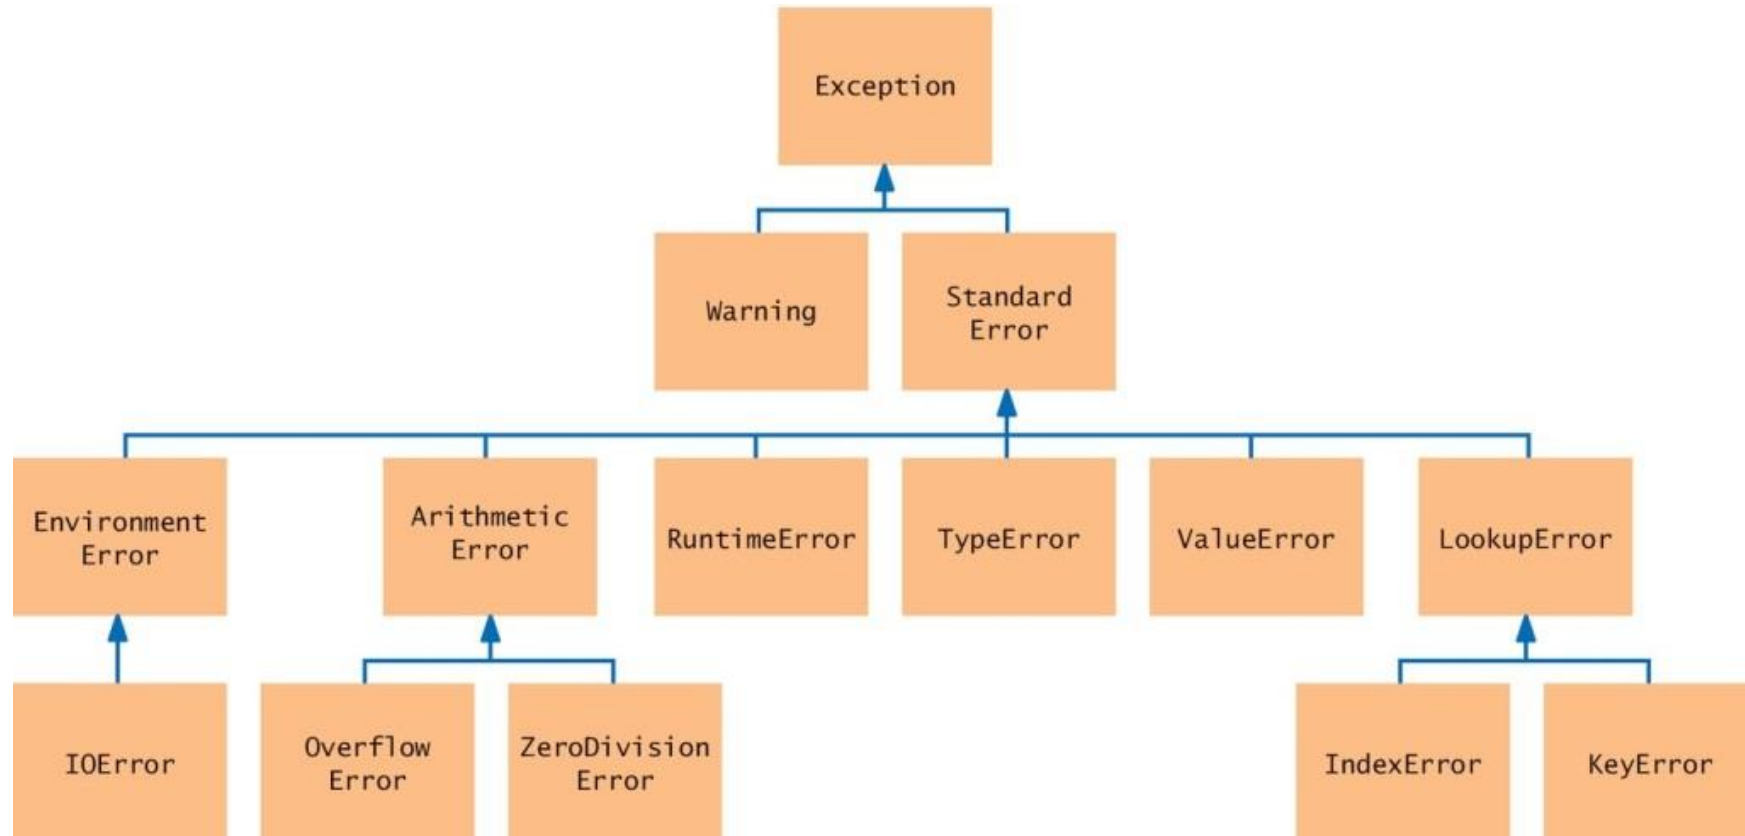 Exception
Warning
Standard
Error
Environment
Error
Arithmetic
Error
RuntimeError
TypeError
ValueError
LookupError
IOError
Overflow
Error
ZeroDivision
Error
IndexError
KeyError